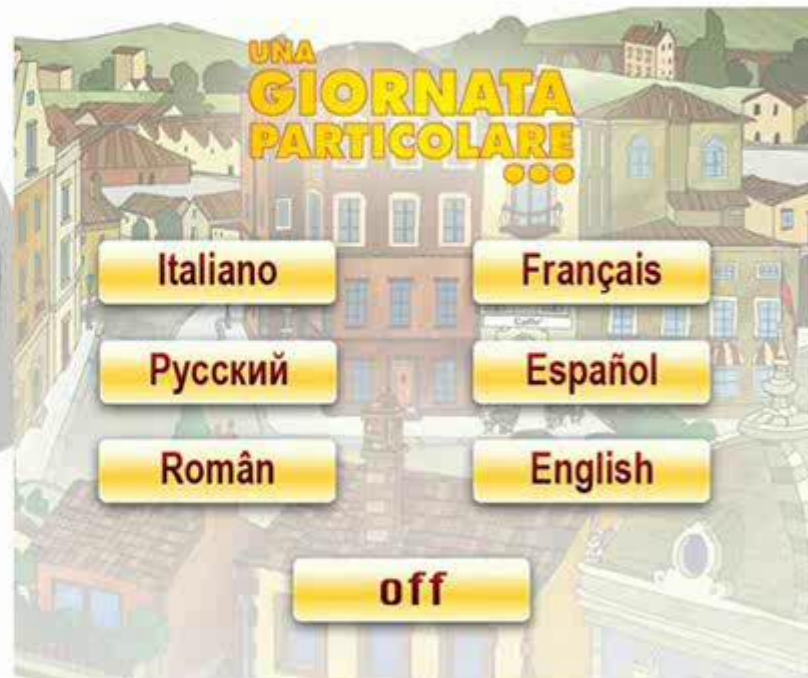 UNA
GIORNATA
PARTICOLARE
Italiano
Français
Русский
Español
Român
English
off